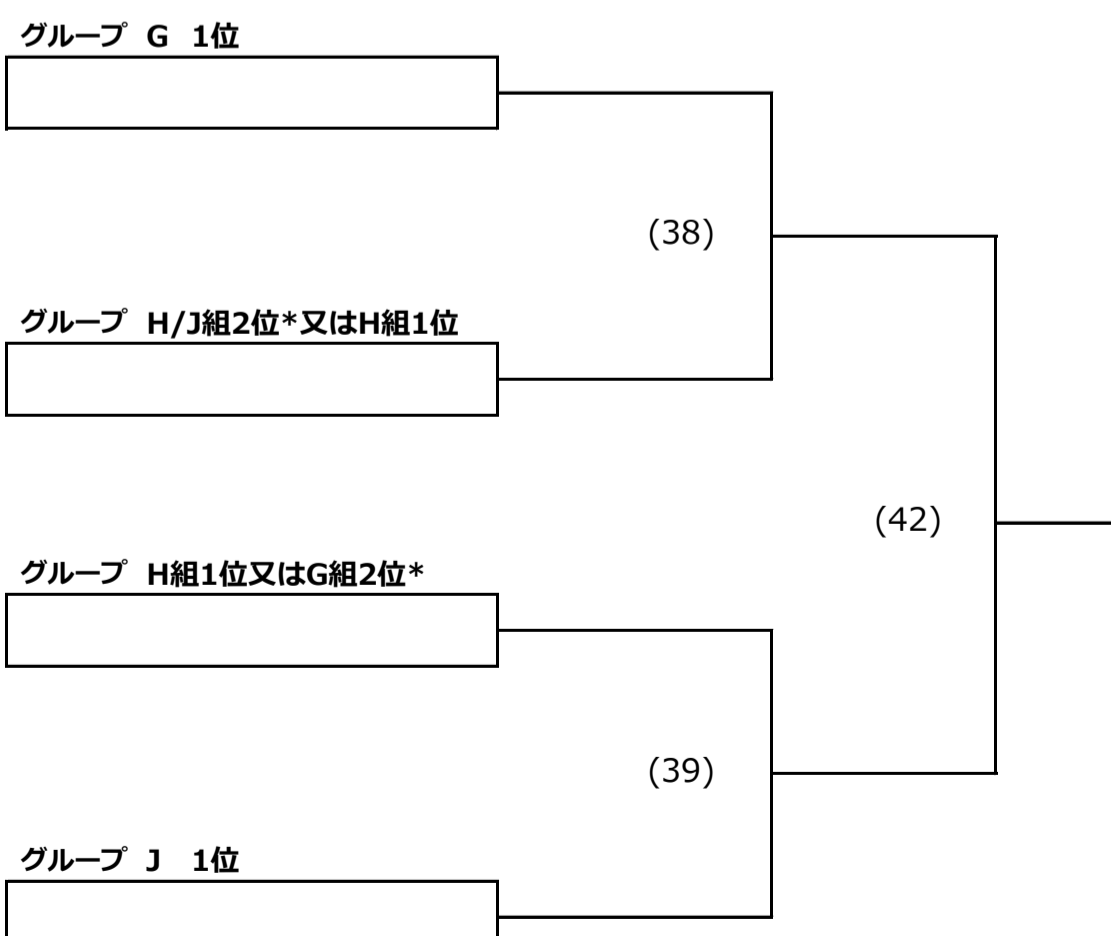 グループ G 1位
(38)
グループ H/J組2位*又はH組1位
(42)
グループ H組1位又はG組2位*
(39)
グループ J 1位